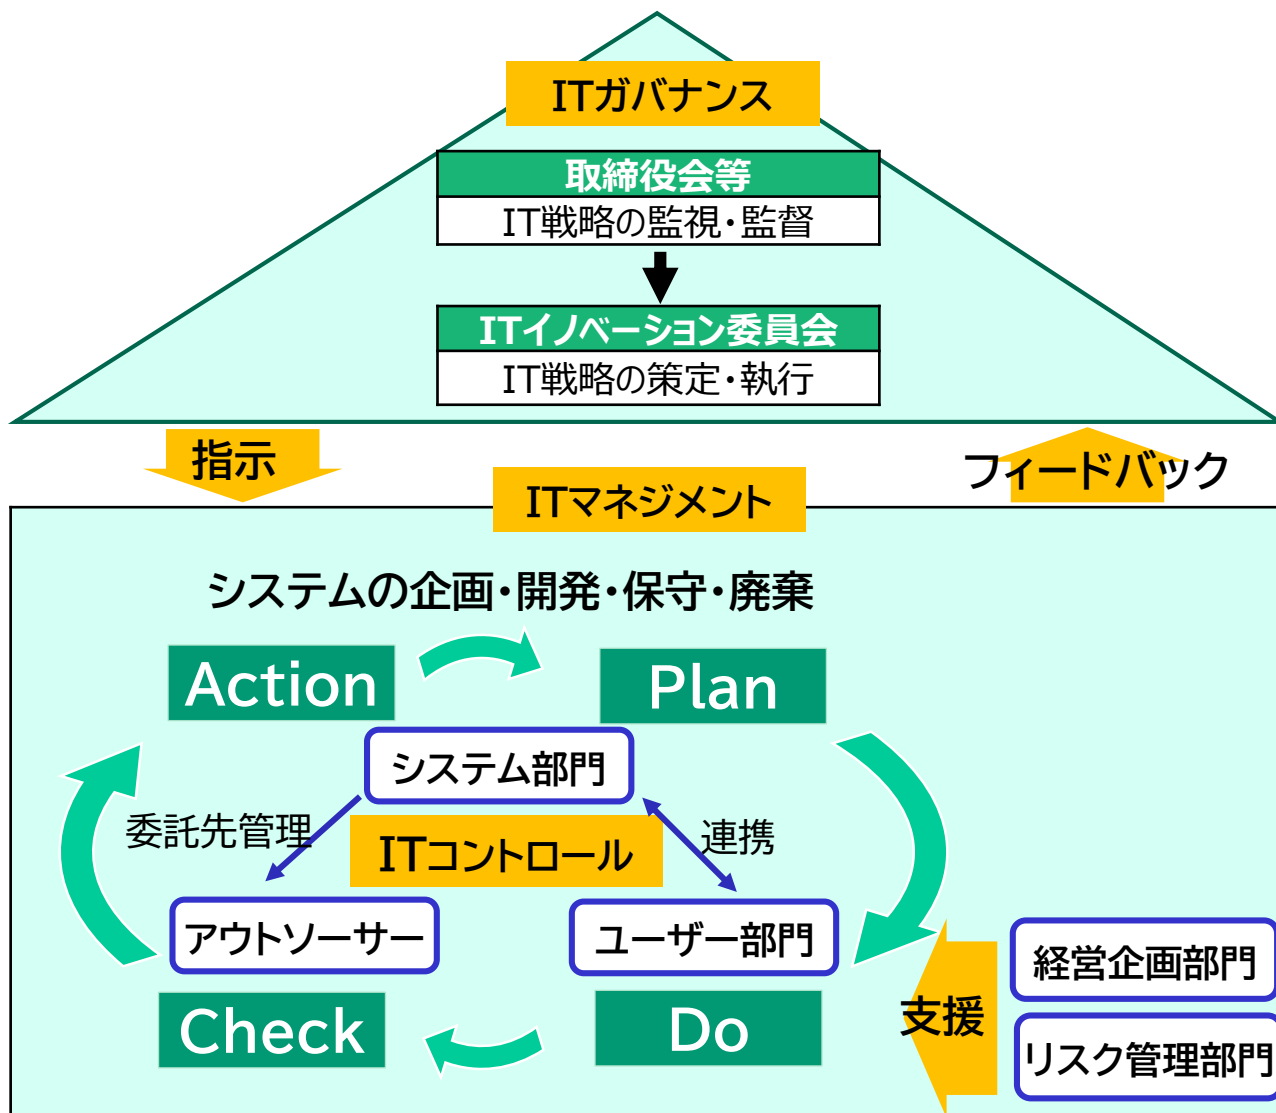 ITガバナンス
取締役会等
IT戦略の監視・監督
ITイノベーション委員会
IT戦略の策定・執行
指示
フィードバック
ITマネジメント
システムの企画・開発・保守・廃棄
Action
Plan
システム部門
委託先管理
ITコントロール
連携
アウトソーサー
ユーザー部門
経営企画部門
支援
Check
Do
リスク管理部門